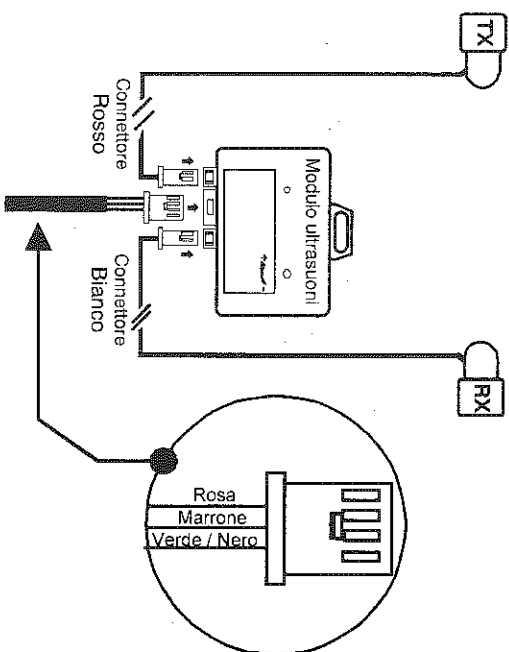 TX
Connettore
Rosso
Modulo ultrasuoni
Connettore
Bianco
RX
Rosa
Marrone
Verde / Nero